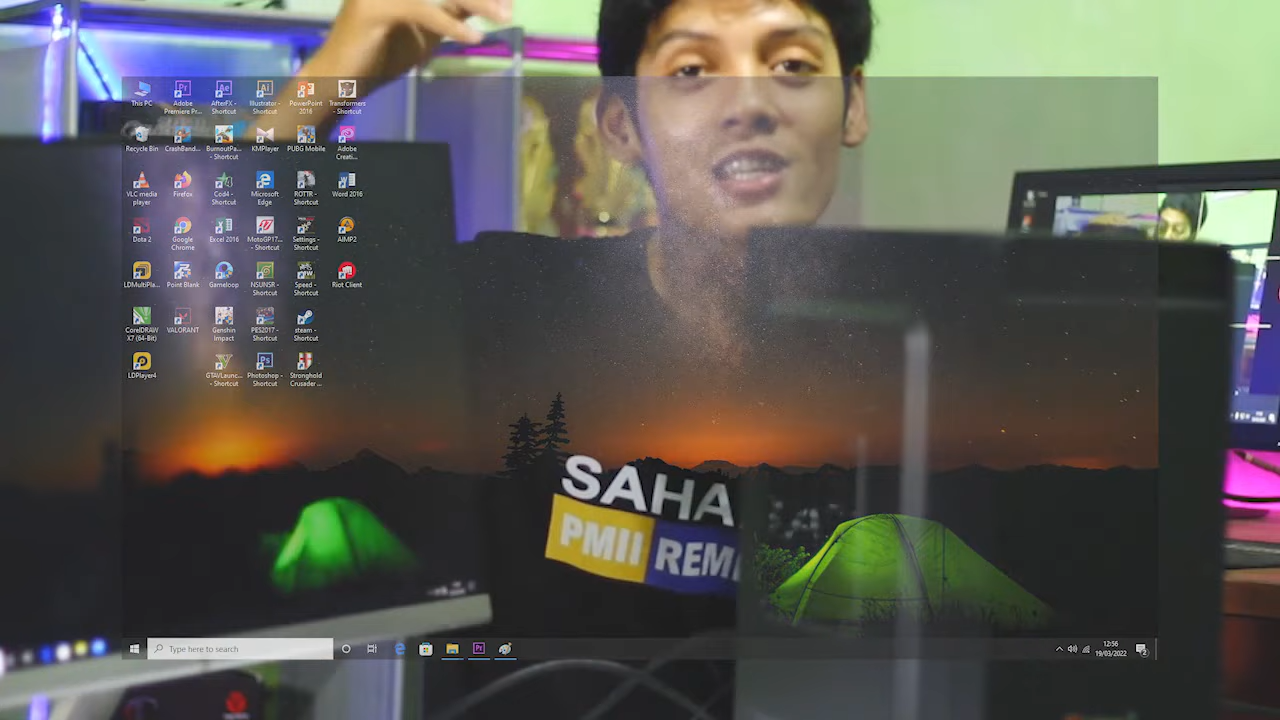 This PC
Adobe
Premiere Pr...
AfterFX -
Shortcut
Illustrator -
Shortcut
PowerPoint
2016
Transformers
- Shortcut
Recycle Bin
CrashBand...
BurnoutPa...
- Shortcut
KMPlayer
PUBG Mobile
Adobe
Creati...
VLC media
player
Firefox
Cod4 -
Shortcut
Microsoft
Edge
ROTTR -
Shortcut
Word 2016
Dota 2
Google
Chrome
Excel 2016
MotoGP17...
- Shortcut
Settings -
Shortcut
AIMP2
LDMultiPla...
Point Blank
Gameloop
NSUNSR -
Shortcut
Speed -
Shortcut
Riot Client
CorelDRAW
X7 (64-Bit)
VALORANT
Genshin
Impact
PES2017 -
Shortcut
steam -
Shortcut
LDPlayer4
GTAVLaunc...
- Shortcut
Photoshop -
Shortcut
Stronghold
Crusader ...
SAHA
PMII REM
Type here to search
12:56
19/03/2022